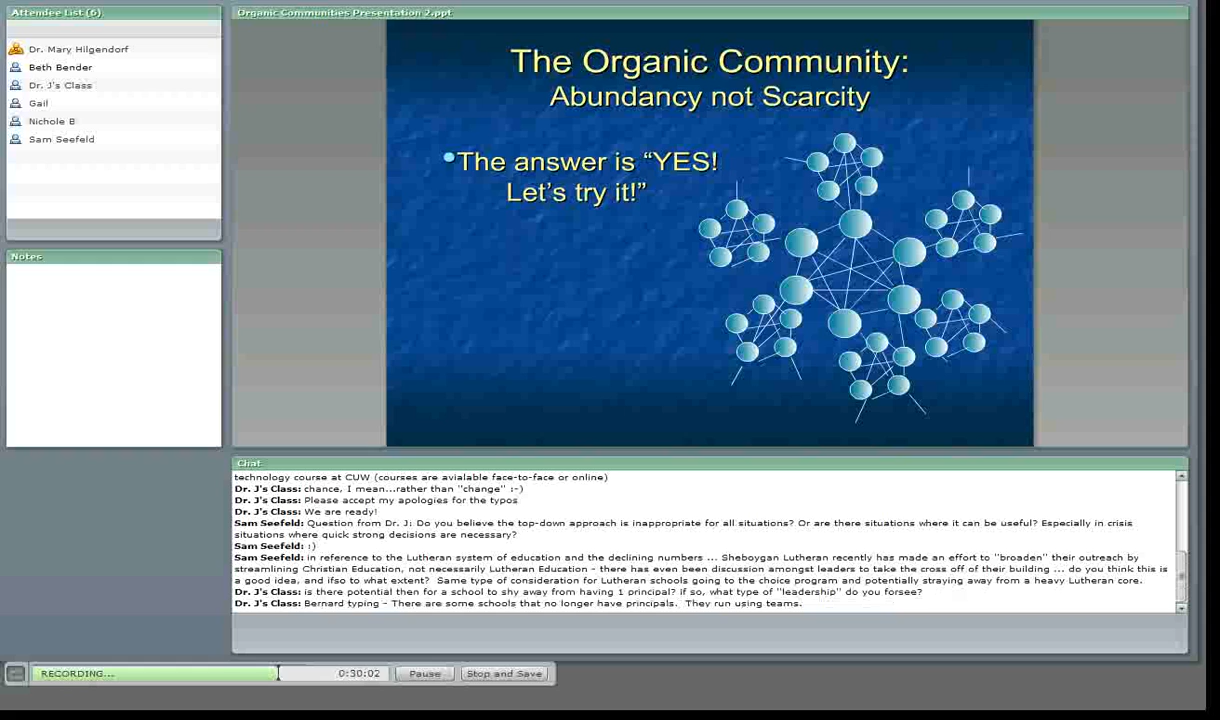 Attendee List (6)
Dr. Mary Hilgendorf
Beth Bender
Dr. J's Class
Gail
Nichole B
Sam Seefeld
Notes
Organic Communities Presentation 2.ppt
The Organic Community:
Abundancy not Scarcity
The answer is “YES!
Let’s try it!”
Chat
technology course at CUW (courses are avialable face-to-face or online)
Dr. J's Class: chance, I mean...rather than "change" :-)
Dr. J's Class: Please accept my apologies for the typos
Dr. J's Class: We are ready!
Sam Seefeld: Question from Dr. J: Do you believe the top-down approach is inappropriate for all situations? Or are there situations where it can be useful? Especially in crisis
situations where quick strong decisions are necessary?
Sam Seefeld: :)
Sam Seefeld: in reference to the Lutheran system of education and the declining numbers ... Sheboygan Lutheran recently has made an effort to "broaden" their outreach by
streamlining Christian Education, not necessarily Lutheran Education - there has even been discussion amongst leaders to take the cross off of their building ... do you think this is
a good idea, and ifso to what extent? Same type of consideration for Lutheran schools going to the choice program and potentially straying away from a heavy Lutheran core.
Dr. J's Class: is there potential then for a school to shy away from having 1 principal? if so, what type of "leadership" do you forsee?
Dr. J's Class: Bernard typing - There are some schools that no longer have principals. They run using teams.
RECORDING...
0:30:02
Pause
Stop and Save